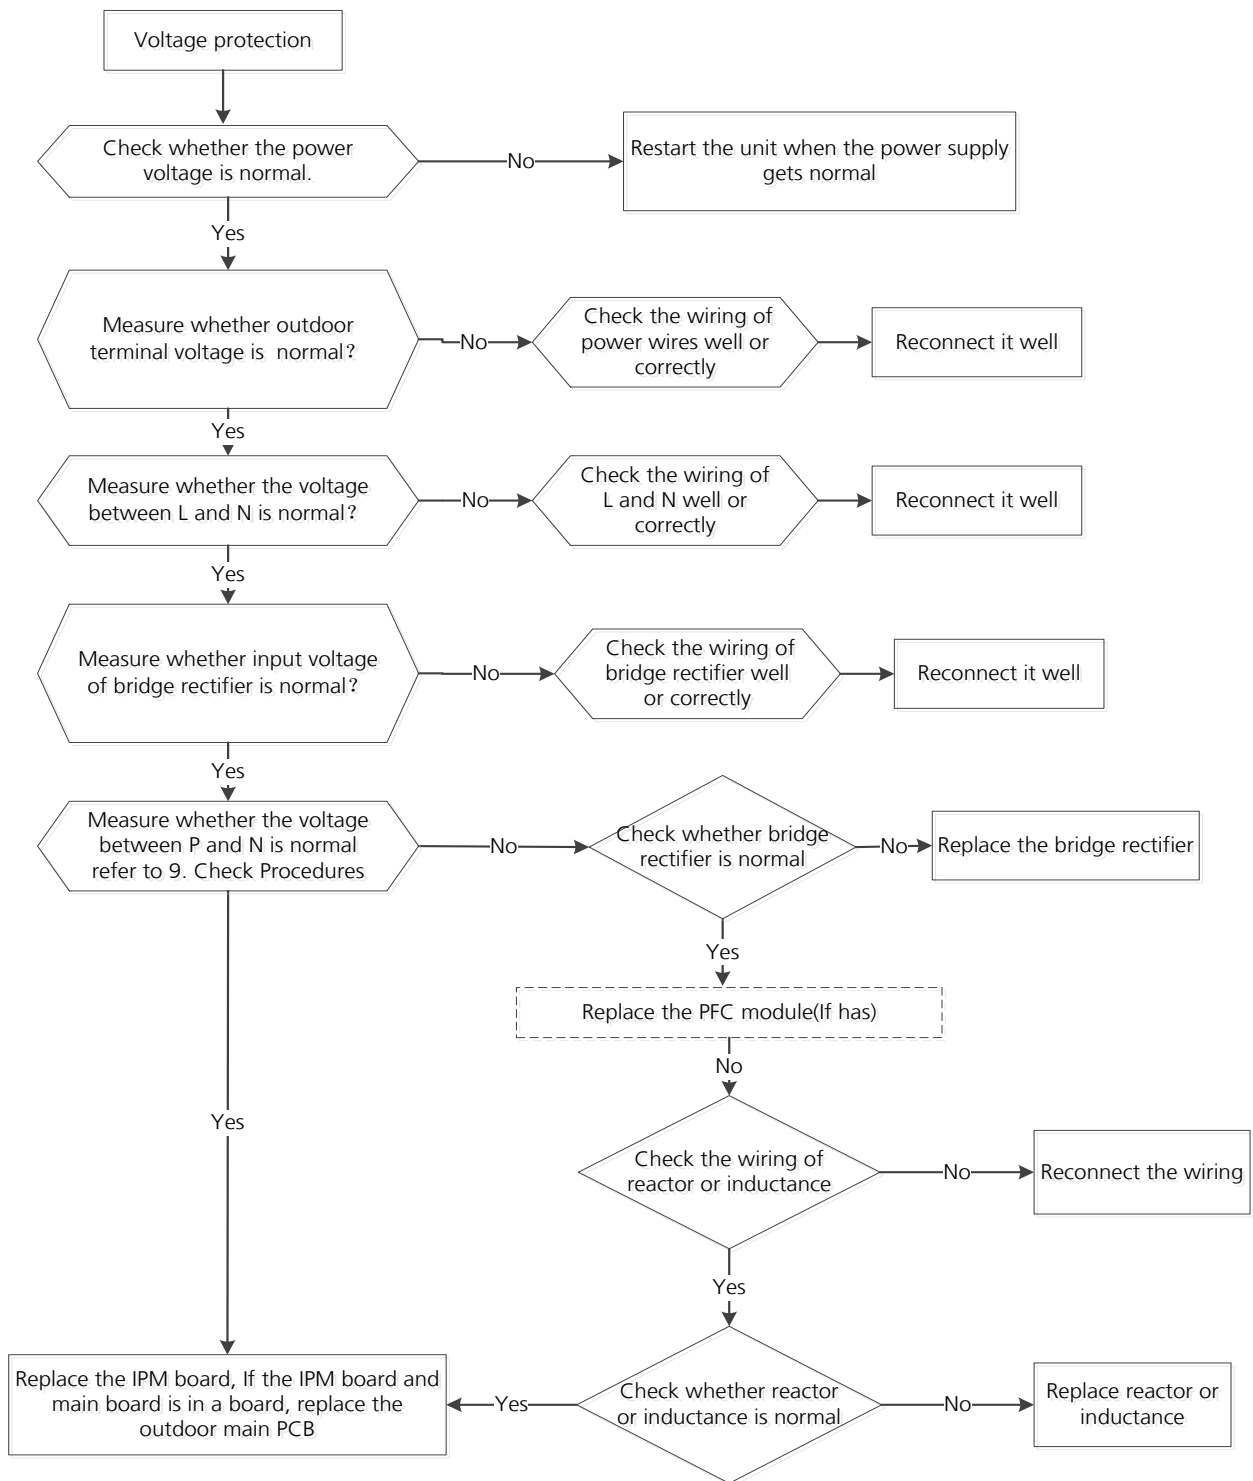 Voltage protection
Check whether the power
voltage is normal.
No
Restart the unit when the power supply
gets normal
Yes
Measure whether outdoor
terminal voltage is normal?
No
Check the wiring of
power wires well or
correctly
Reconnect it well
Yes
Measure whether the voltage
between L and N is normal?
No
Check the wiring of
L and N well or
correctly
Reconnect it well
Yes
Measure whether input voltage
of bridge rectifier is normal?
No
Check the wiring of
bridge rectifier well
or correctly
Reconnect it well
Yes
Measure whether the voltage
between P and N is normal
refer to 9. Check Procedures
No
Check whether bridge
rectifier is normal
No
Replace the bridge rectifier
Yes
Replace the PFC module(If has)
No
Yes
Check the wiring of
reactor or inductance
No
Reconnect the wiring
Yes
Replace the IPM board, If the IPM board and
main board is in a board, replace the
outdoor main PCB
Yes
Check whether reactor
or inductance is normal
No
Replace reactor or
inductance